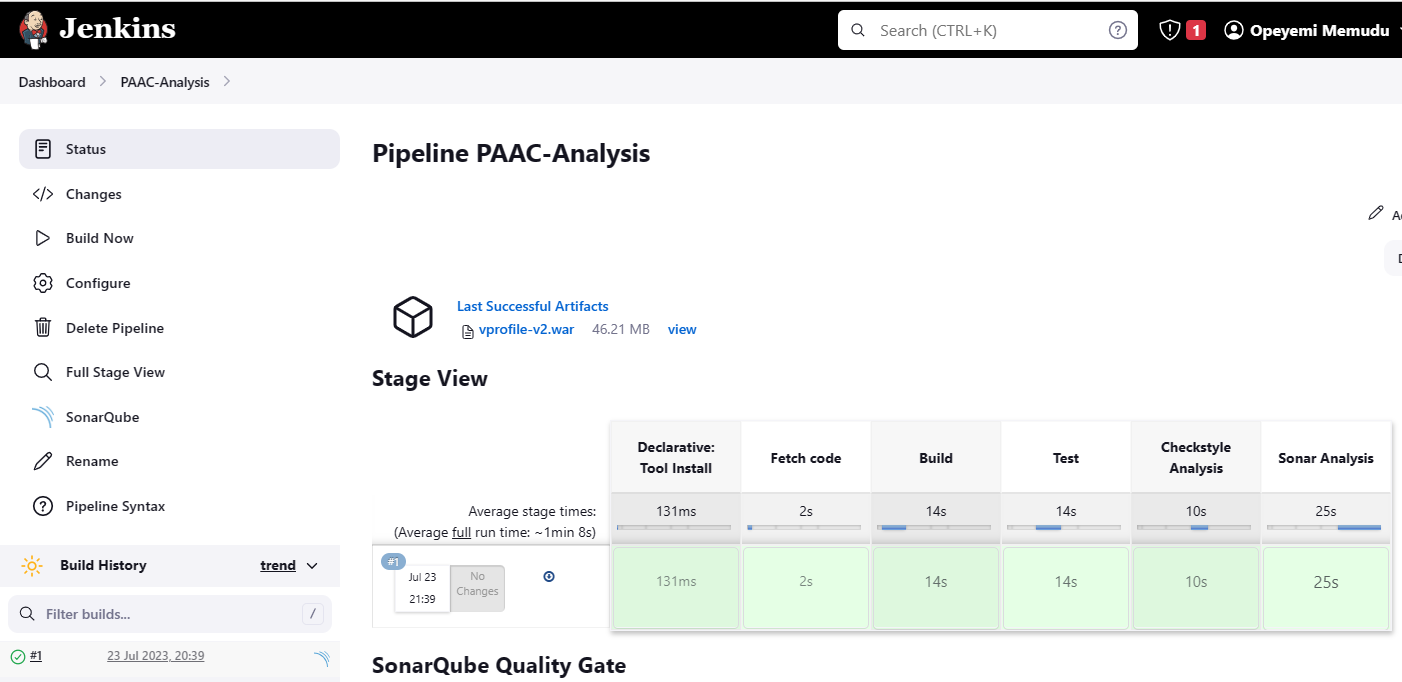 Jenkins
Search (CTRL+K)
1
Opeyemi Memudu
Dashboard
PAAC-Analysis
Status
Changes
Build Now
Configure
Delete Pipeline
Full Stage View
SonarQube
Rename
Pipeline Syntax
Build History
trend
Filter builds...
/
#1
23 Jul 2023, 20:39
Pipeline PAAC-Analysis
Last Successful Artifacts
vprofile-v2.war 46.21 MB view
Stage View
Declarative: Tool Install
Fetch code
Build
Test
Checkstyle Analysis
Sonar Analysis
Average stage times:
(Average full run time: ~1min 8s)
131ms 2s 14s 14s 10s 25s
#1
Jul 23
21:39
No Changes
131ms 2s 14s 14s 10s 25s
SonarQube Quality Gate